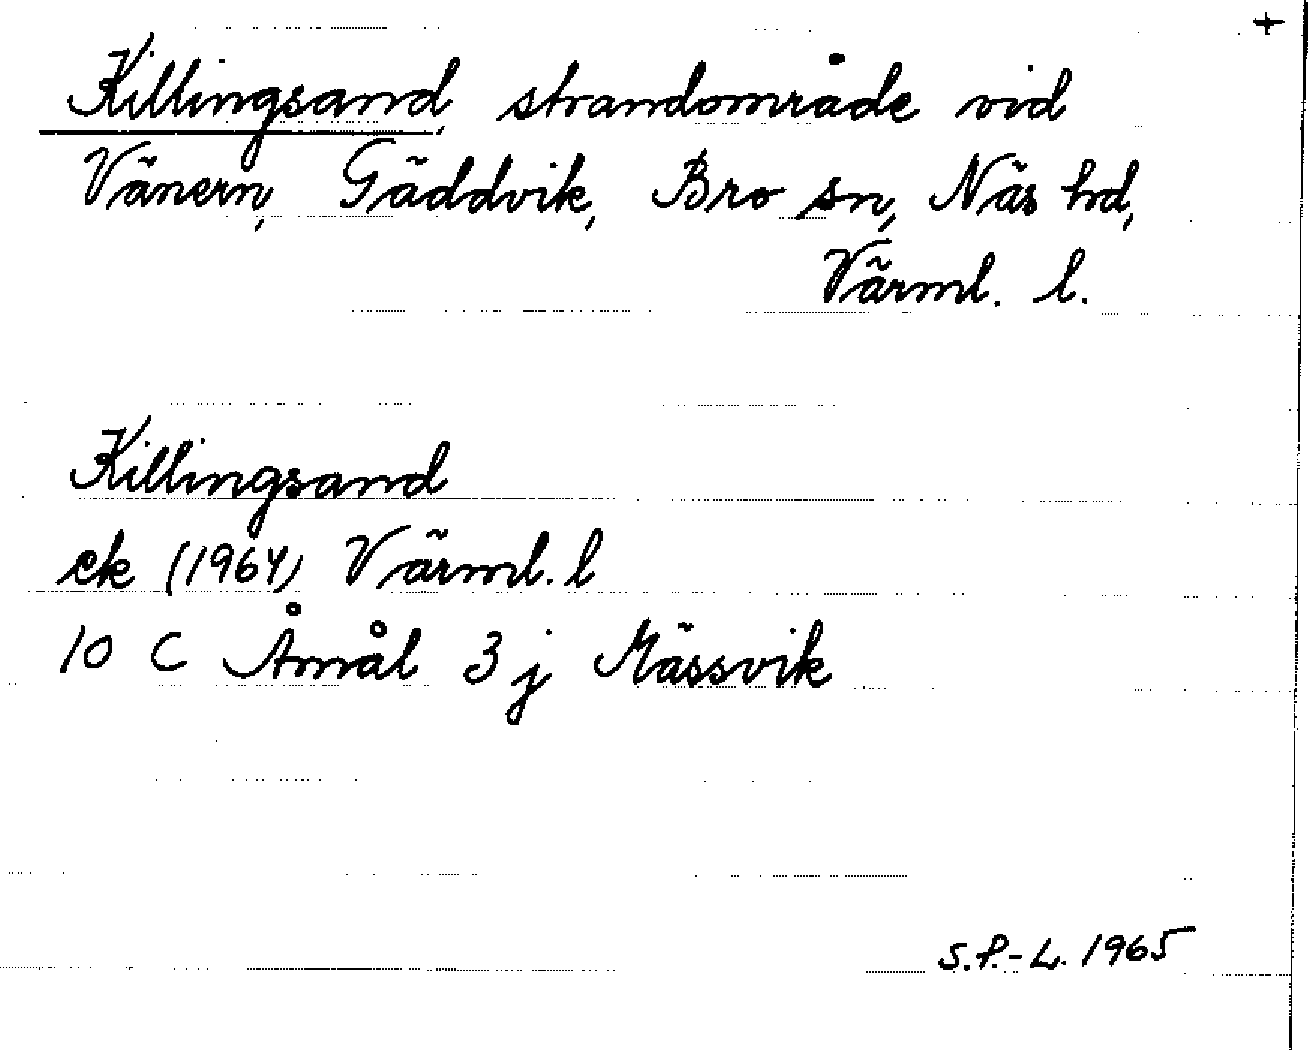 +
Killingsand, strandområde vid
Vänern, Gäddvik, Bro sn, Näs hd,
Värml. l.
Killingsand
ek (1964) Värml. l
10 C Åmål 3 j Mässvik
S.P.-L. 1965